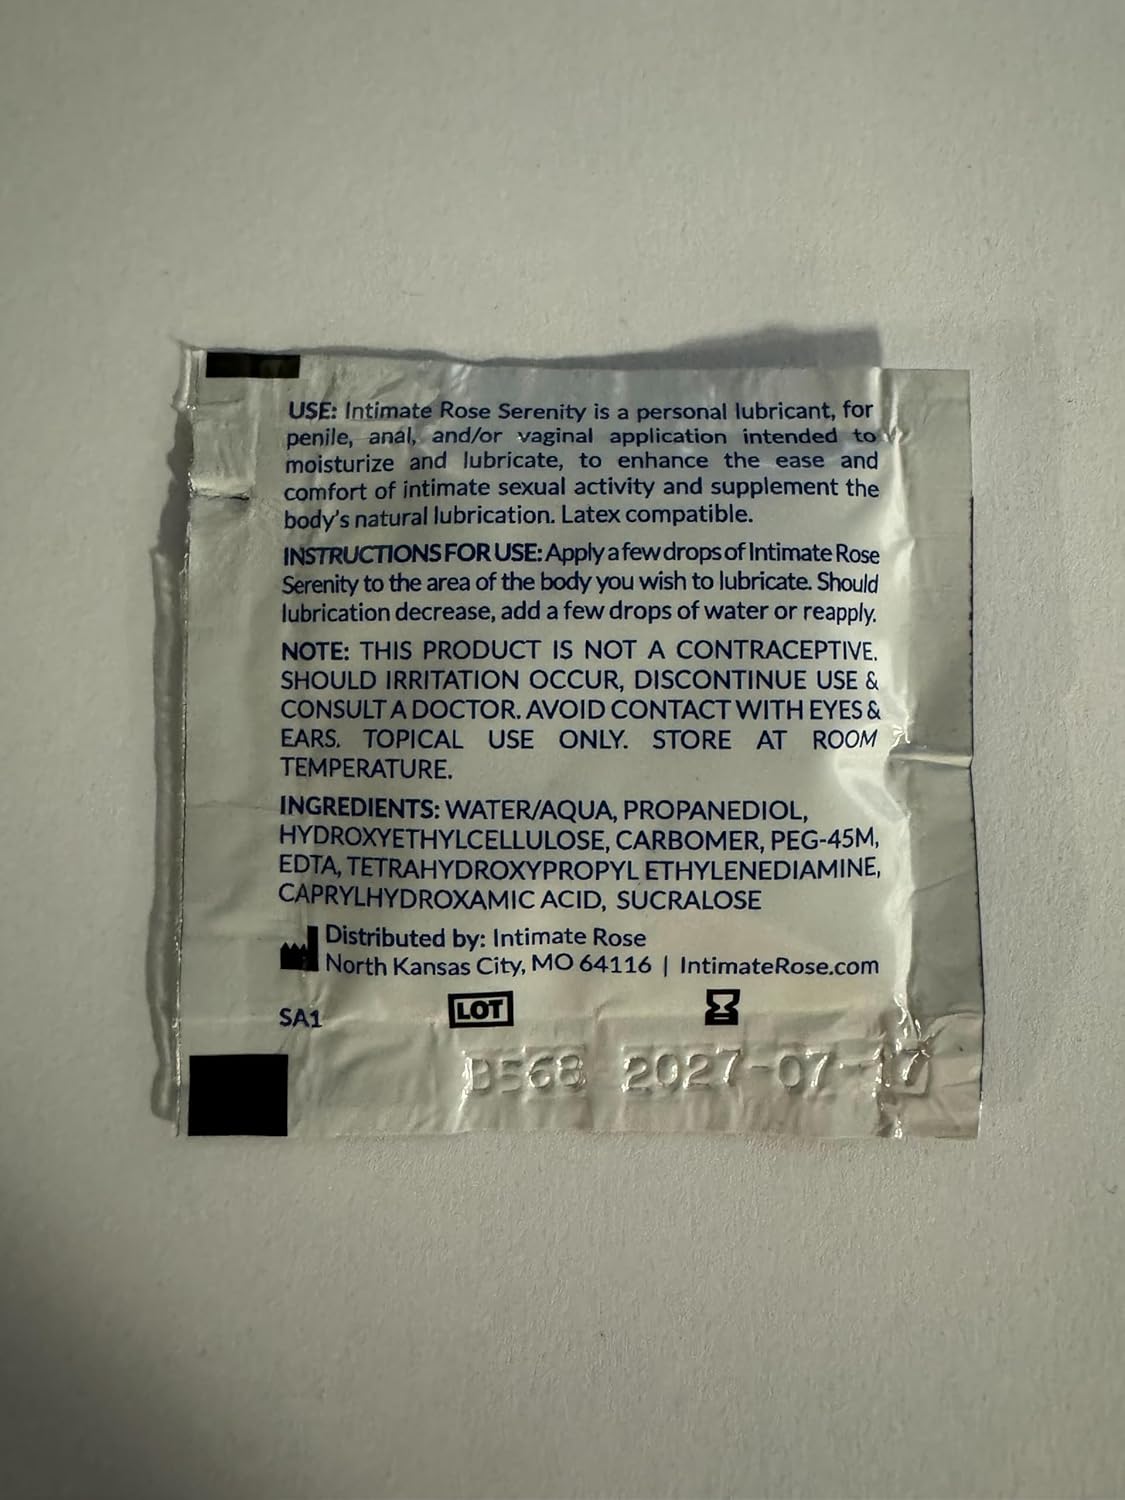 USE: Intimate Rose Serenity is a personal lubricant, for
penile, anal, and/or vaginal application intended to
moisturize and lubricate, to enhance the ease and
comfort of intimate sexual activity and supplement the
body's natural lubrication. Latex compatible.
INSTRUCTIONS FOR USE: Apply a few drops of Intimate Rose
Serenity to the area of the body you wish to lubricate. Should
lubrication decrease, add a few drops of water or reapply.
NOTE: THIS PRODUCT IS NOT A CONTRACEPTIVE.
SHOULD IRRITATION OCCUR, DISCONTINUE USE &
CONSULT A DOCTOR. AVOID CONTACT WITH EYES &
EARS. TOPICAL USE ONLY. STORE AT ROOM
TEMPERATURE.
INGREDIENTS: WATER/AQUA, PROPANEDIOL,
HYDROXYETHYLCELLULOSE, CARBOMER, PEG-45M,
EDTA, TETRAHYDROXYPROPYL ETHYLENEDIAMINE,
CAPRYLHYDROXAMIC ACID, SUCRALOSE
Distributed by: Intimate Rose
North Kansas City, MO 64116 | IntimateRose.com
SA1 LOT
B568 2027-07-17